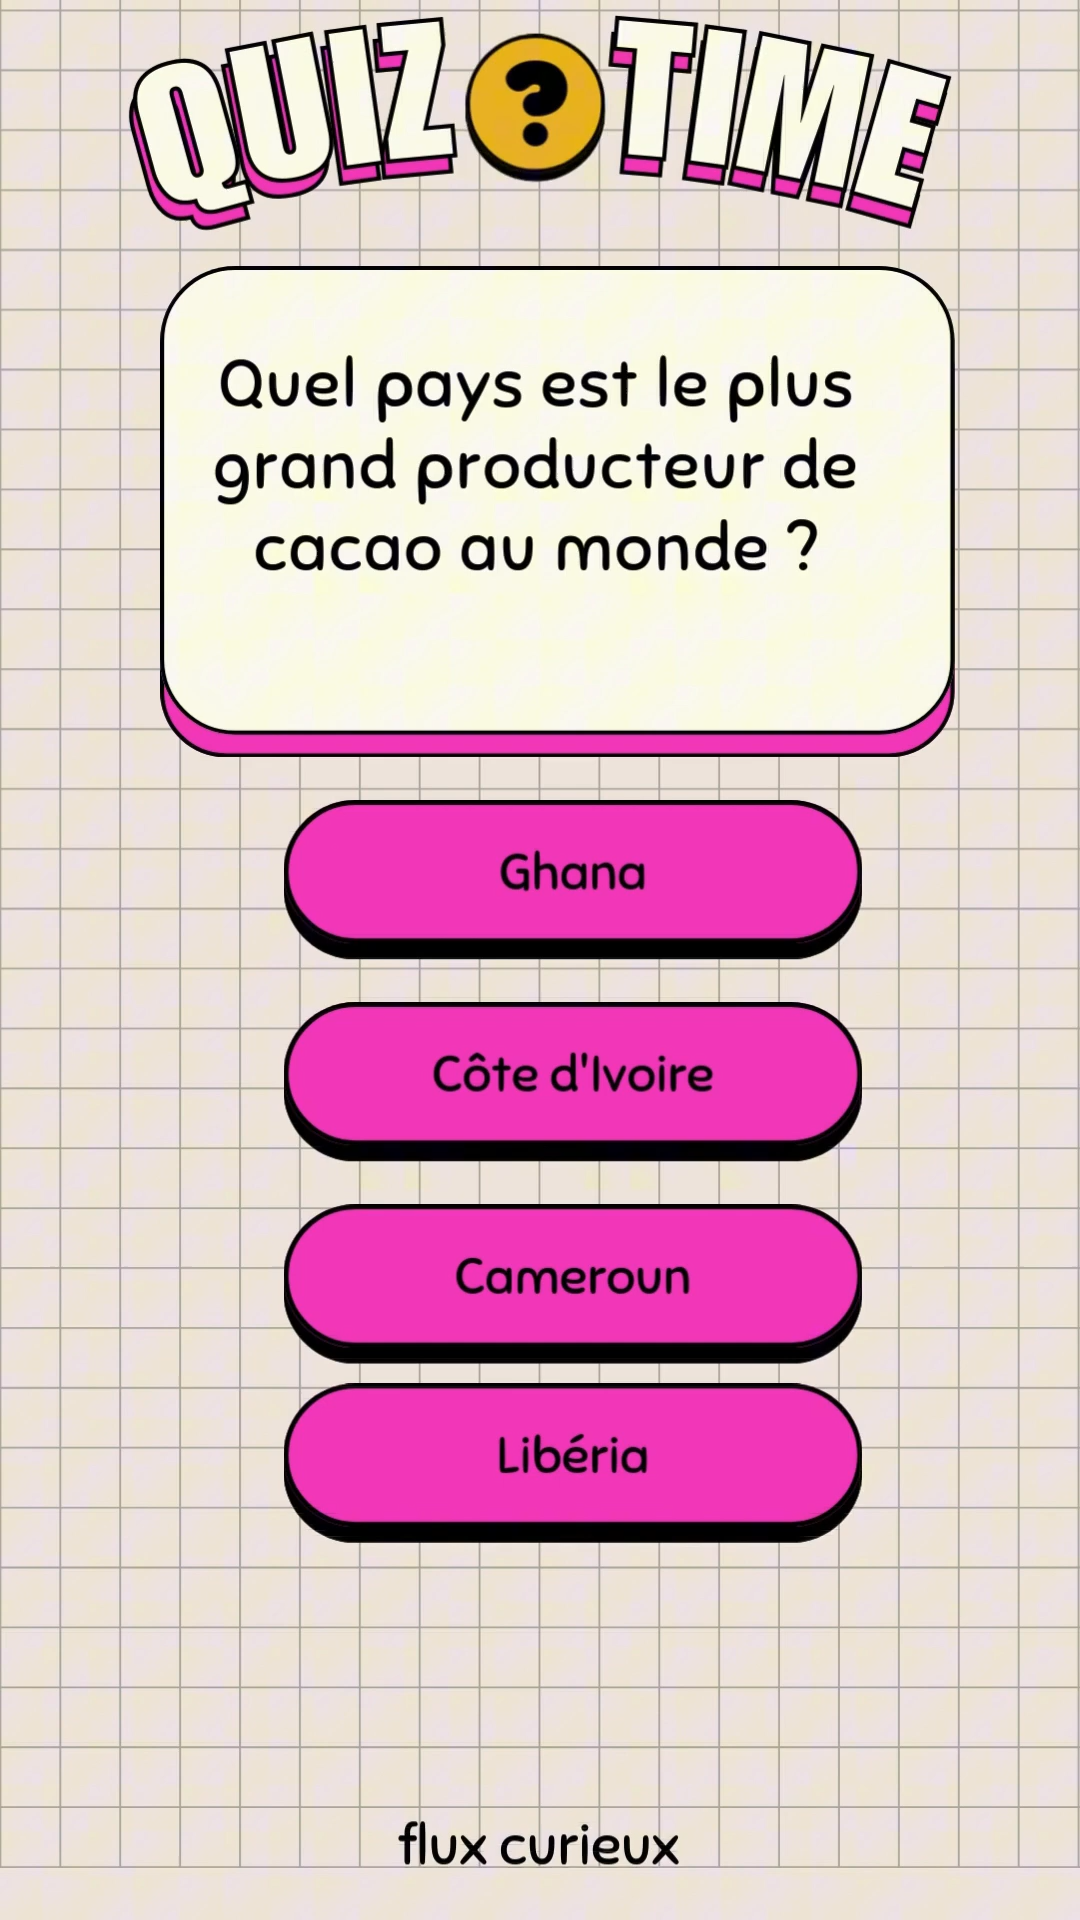 QUIZ ? TIME
Quel pays est le plus
grand producteur de
cacao au monde ?
Ghana
Côte d'Ivoire
Cameroun
Libéria
flux curieux